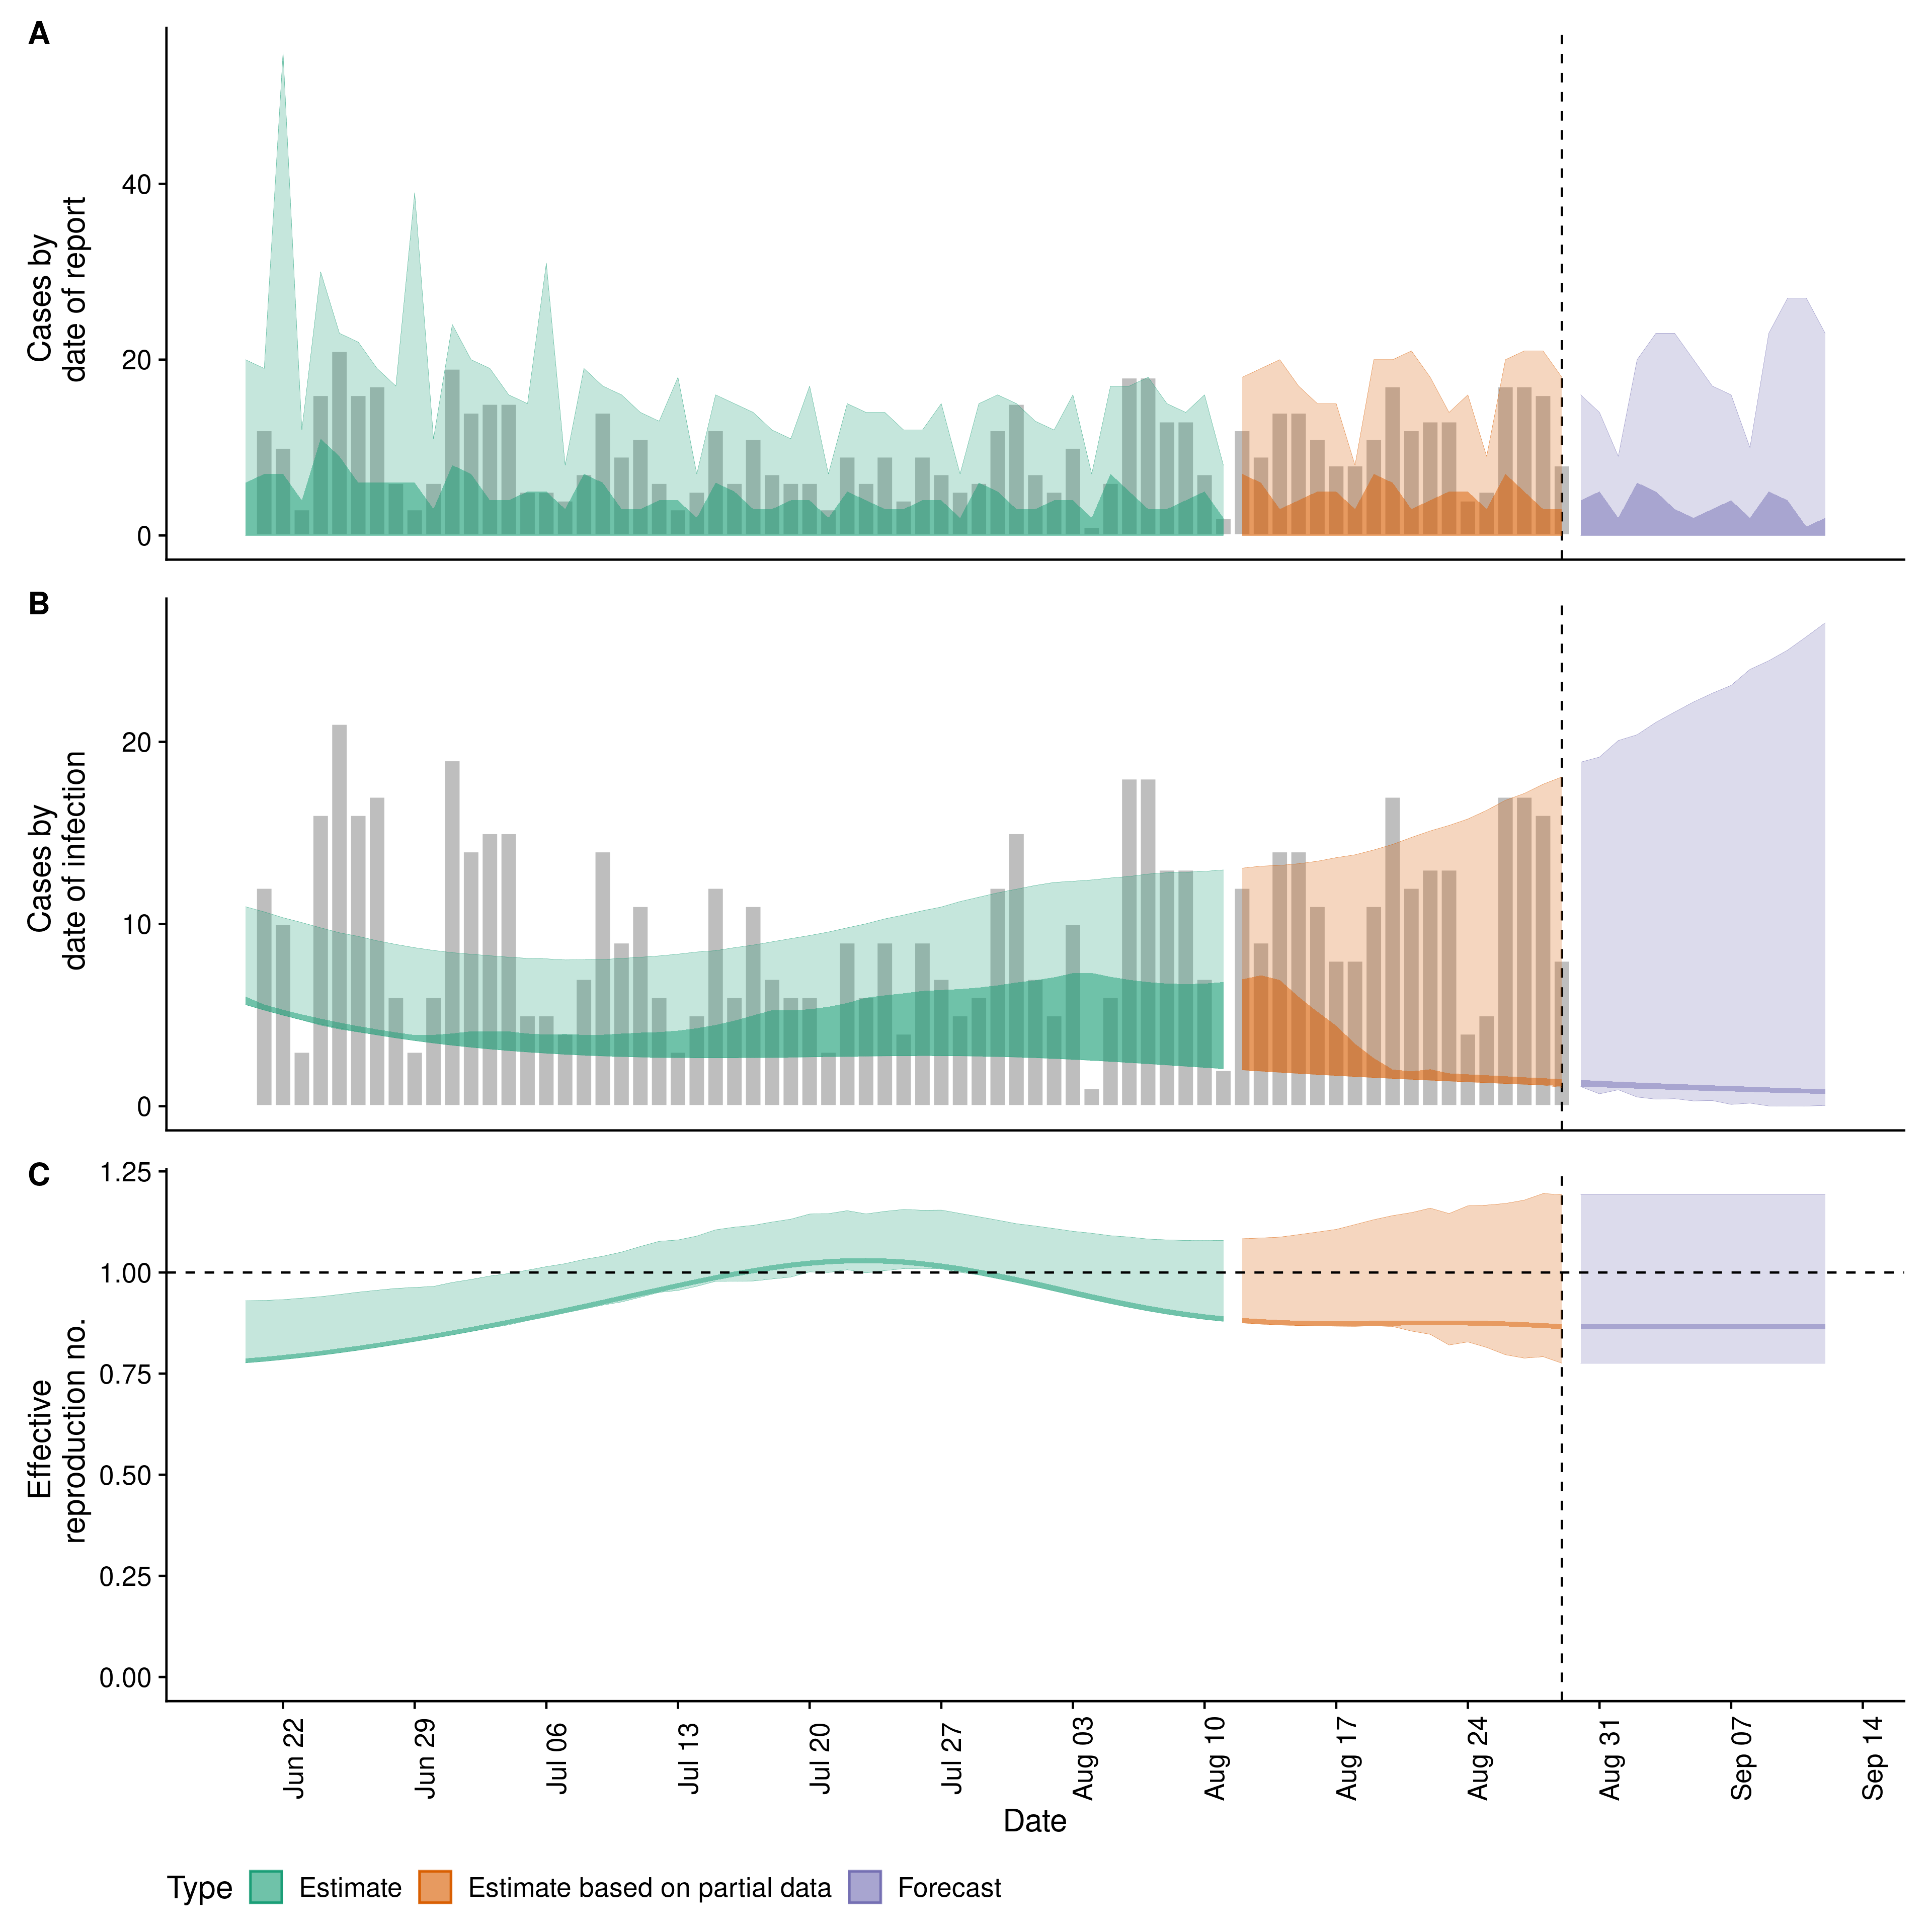 A
Cases by
date of report
40
20
0
B
Cases by
date of infection
20
10
0
C
Effective
reproduction no.
1.25
1.00
0.75
0.50
0.25
0.00
Jun 22
Jun 29
Jul 06
Jul 13
Jul 20
Jul 27
Aug 03
Aug 10
Aug 17
Aug 24
Aug 31
Sep 07
Sep 14
Date
Type Estimate Estimate based on partial data Forecast